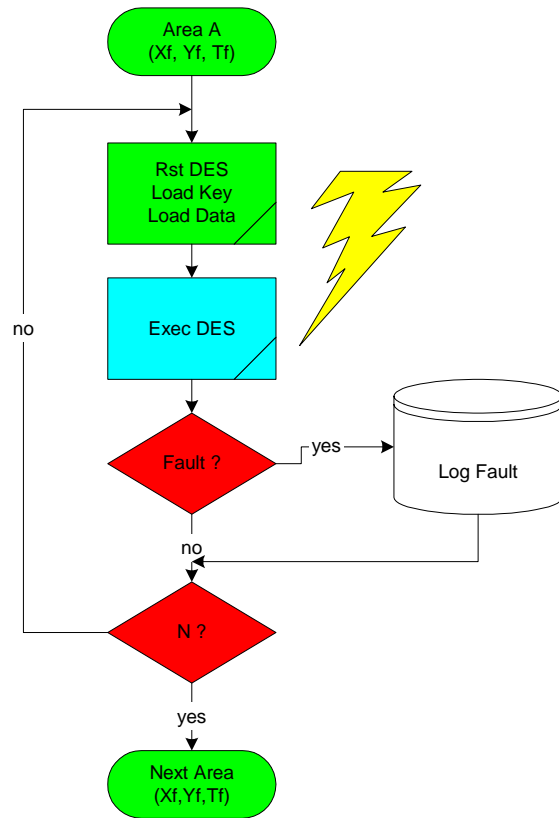 Area A
(Xf, Yf, Tf)
Rst DES
Load Key
Load Data
no
Exec DES
Fault ?
yes
Log Fault
no
N ?
yes
Next Area
(Xf,Yf,Tf)